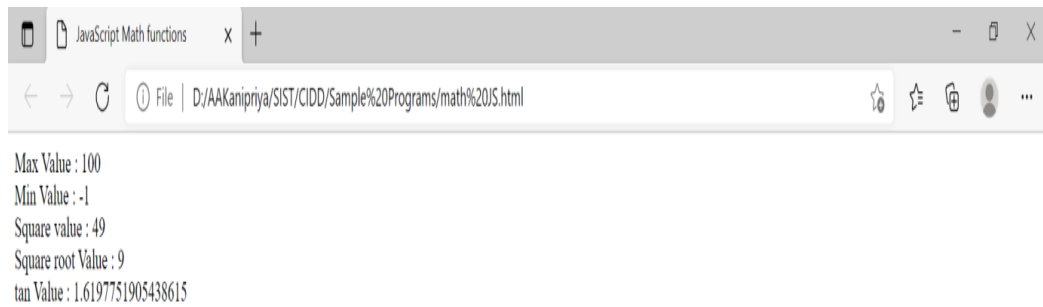 JavaScript Math functions
File | D:/AAKanipriya/SIST/CIDD/Sample%20Programs/math%20JS.html
Max Value : 100
Min Value : -1
Square value : 49
Square root Value : 9
tan Value : 1.6197751905438615